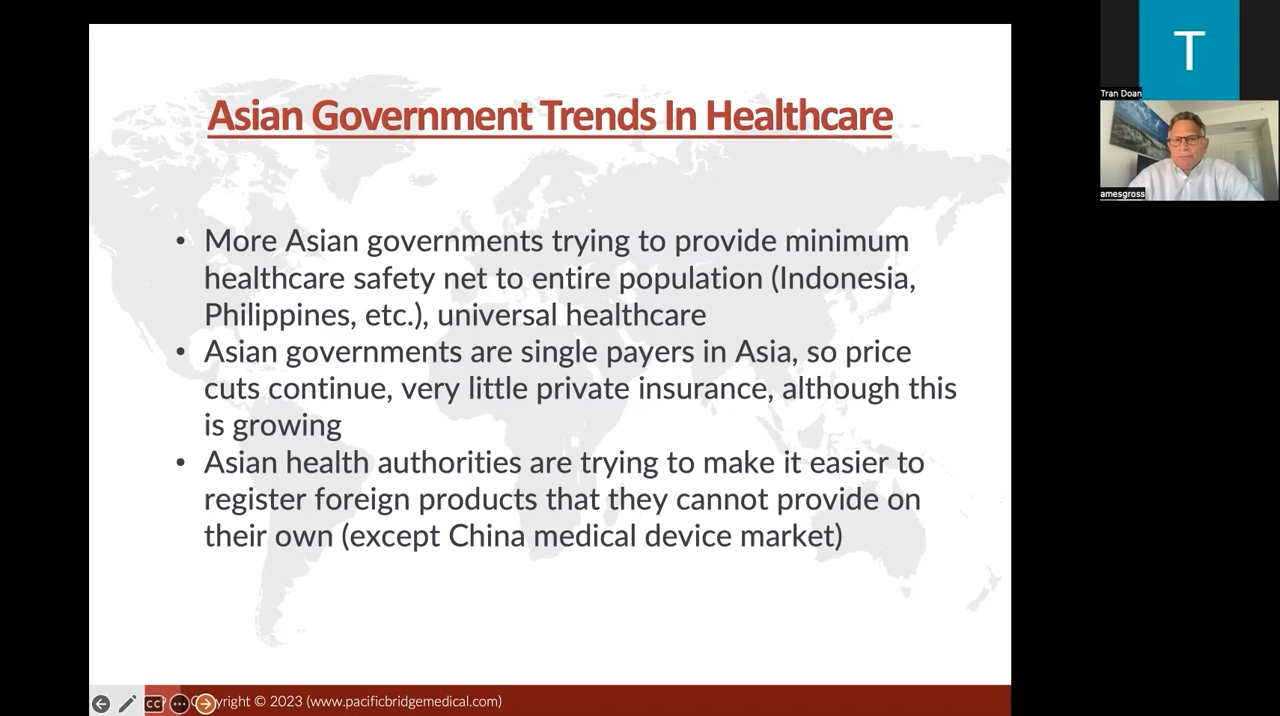 Asian Government Trends In Healthcare
• More Asian governments trying to provide minimum
healthcare safety net to entire population (Indonesia,
Philippines, etc.), universal healthcare
• Asian governments are single payers in Asia, so price
cuts continue, very little private insurance, although this
is growing
• Asian health authorities are trying to make it easier to
register foreign products that they cannot provide on
their own (except China medical device market)
CC
yright © 2023 (www.pacificbridgemedical.com)
T
Tran Doan
amesgross